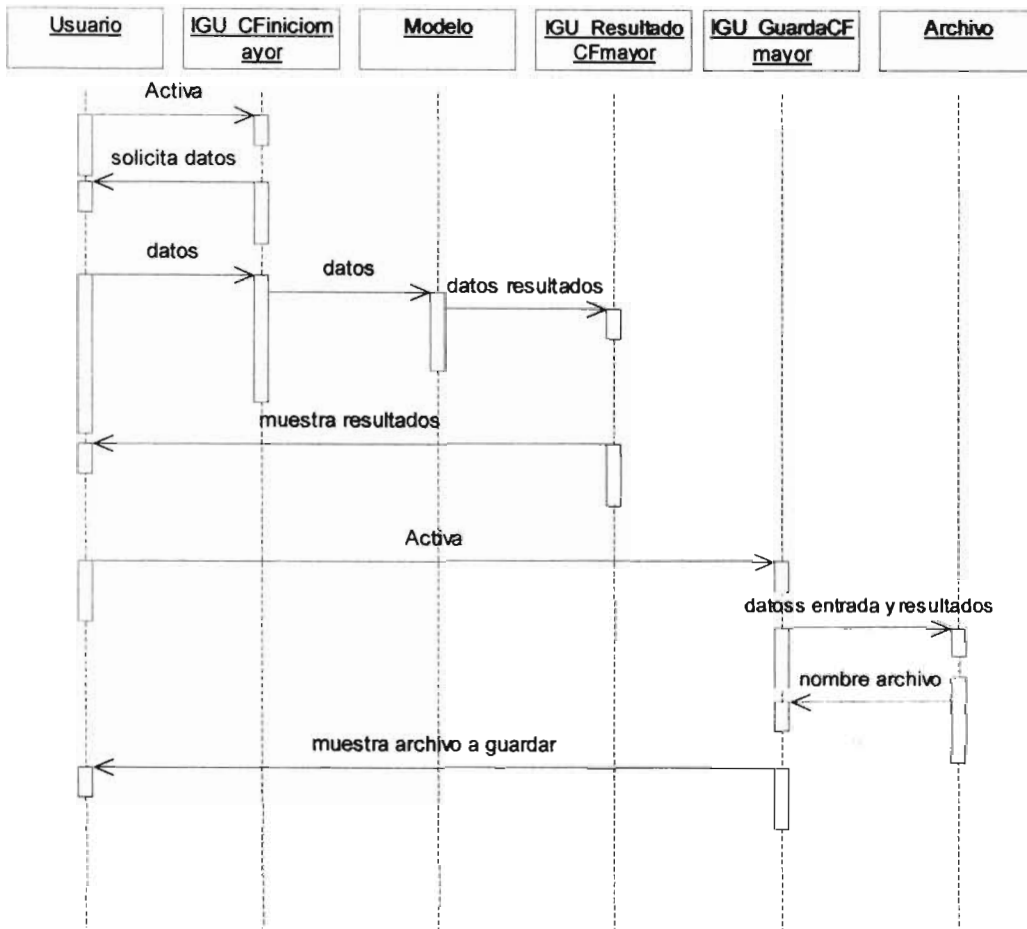 Usuario
IGU_CFiniciom
ayor
Modelo
IGU_Resultado
CFmayor
IGU_GuardaCF
mayor
Archivo
Activa
solicita datos
datos
datos
datos resultados
muestra resultados
Activa
datoss entrada y resultados
nombre archivo
muestra archivo a guardar